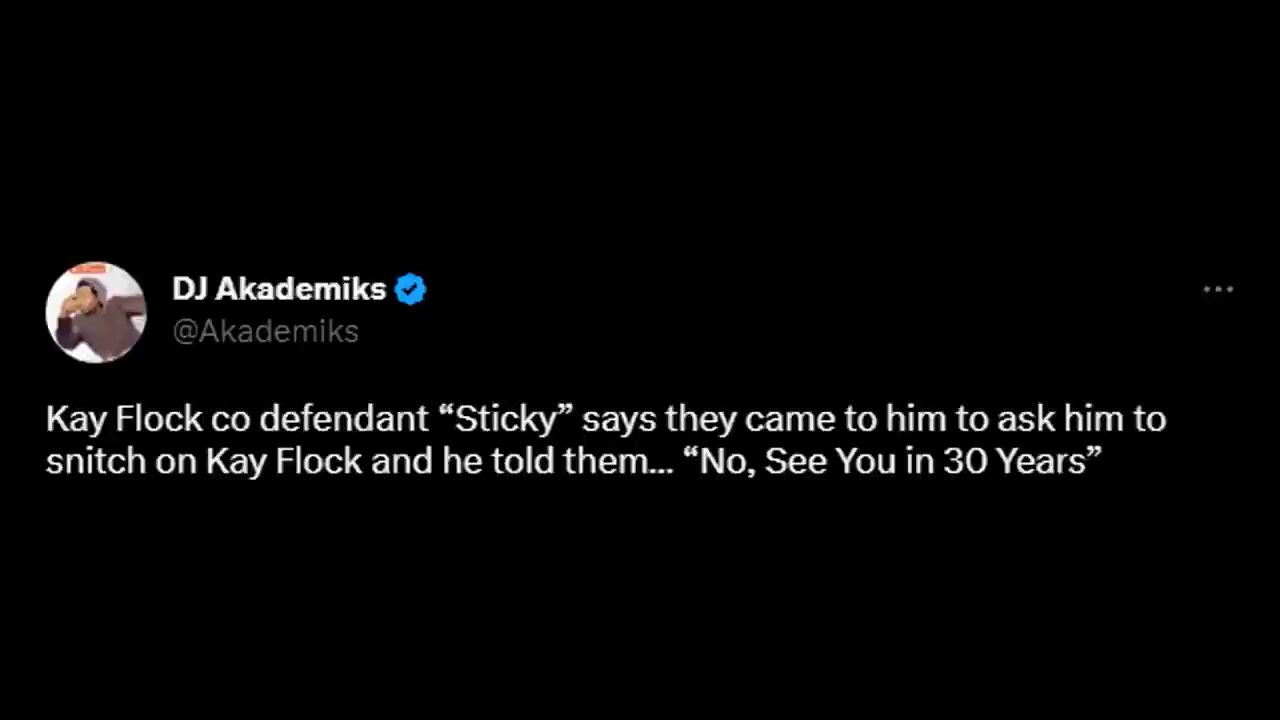 DJ Akademiks
@Akademiks
Kay Flock co defendant “Sticky” says they came to him to ask him to
snitch on Kay Flock and he told them... “No, See You in 30 Years”